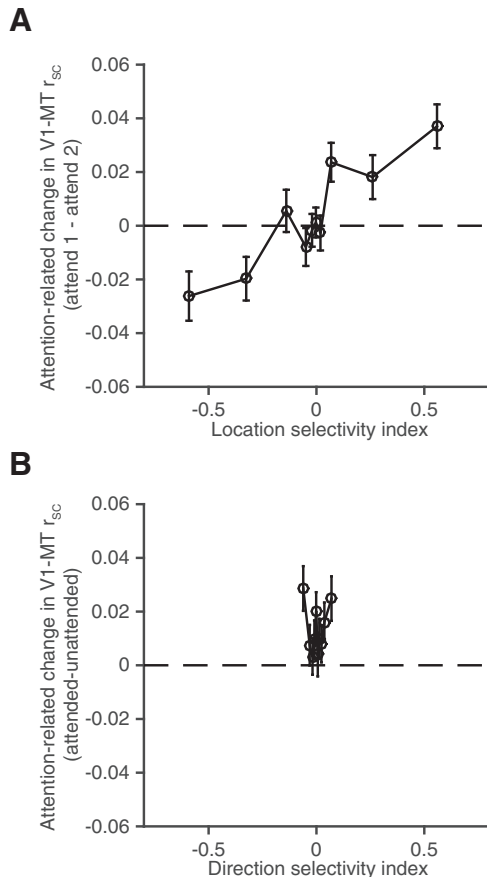 A
Attention-related change in V1-MT rSC
(attend 1 - attend 2)
0.06
0.04
0.02
0
-0.02
-0.04
-0.06
-0.5 0 0.5
Location selectivity index
B
Attention-related change in V1-MT rSC
(attended-unattended)
0.06
0.04
0.02
0
-0.02
-0.04
-0.06
-0.5 0 0.5
Direction selectivity index